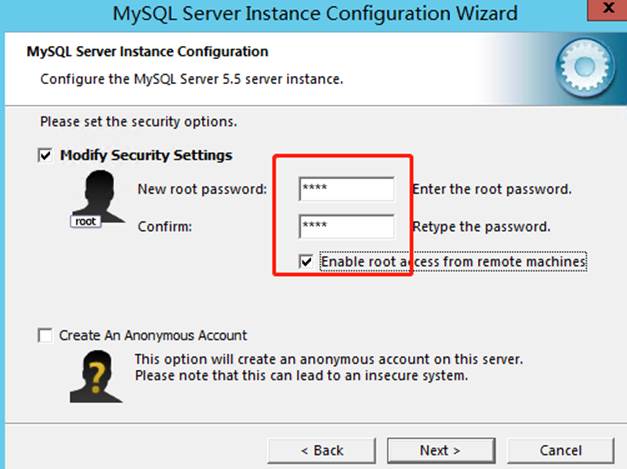 MySQL Server Instance Configuration Wizard
x
MySQL Server Instance Configuration
Configure the MySQL Server 5.5 server instance.
Please set the security options.
Modify Security Settings
New root password: **** Enter the root password.
root
Confirm: **** Retype the password.
Enable root access from remote machines
Create An Anonymous Account
?
This option will create an anonymous account on this server.
Please note that this can lead to an insecure system.
< Back Next > Cancel